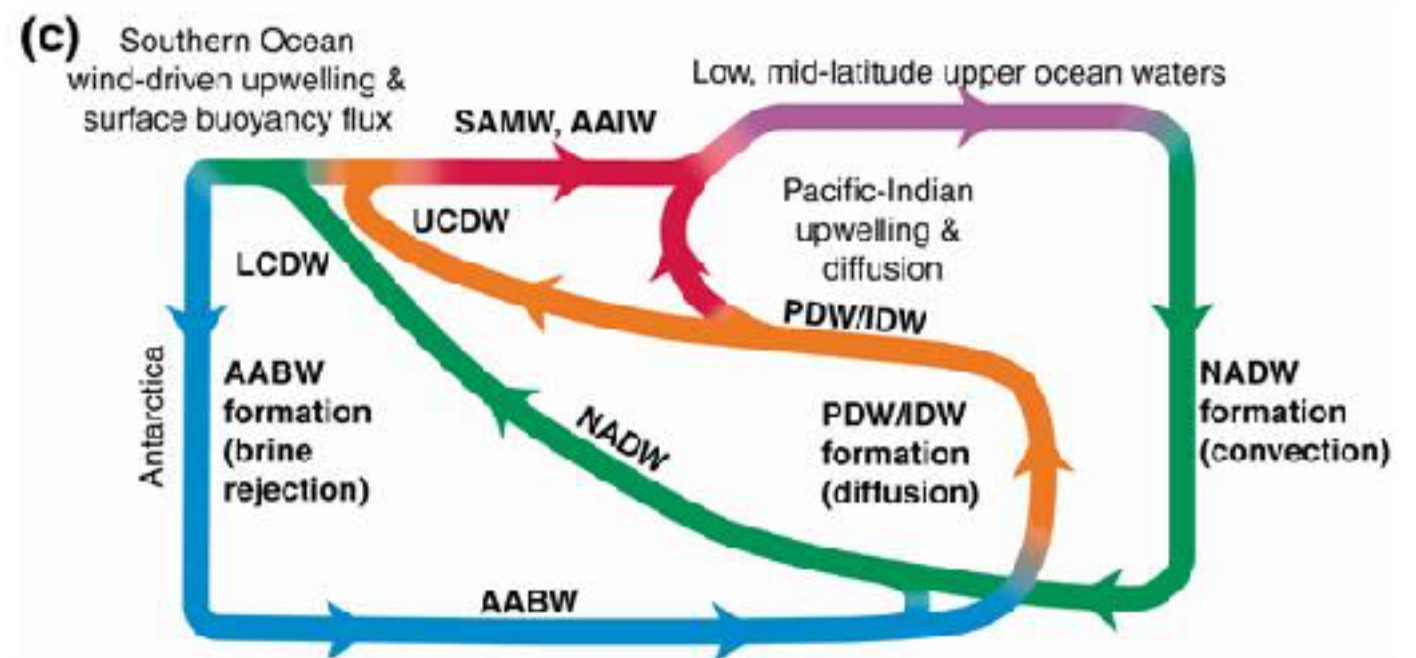 (c)
Southern Ocean
wind-driven upwelling &
surface buoyancy flux
Low, mid-latitude upper ocean waters
SAMW, AAIW
Pacific-Indian
upwelling &
diffusion
UCDW
LCDW
PDW/IDW
Antarctica
AABW
formation
(brine
rejection)
NADW
PDW/IDW
formation
(diffusion)
NADW
formation
(convection)
AABW